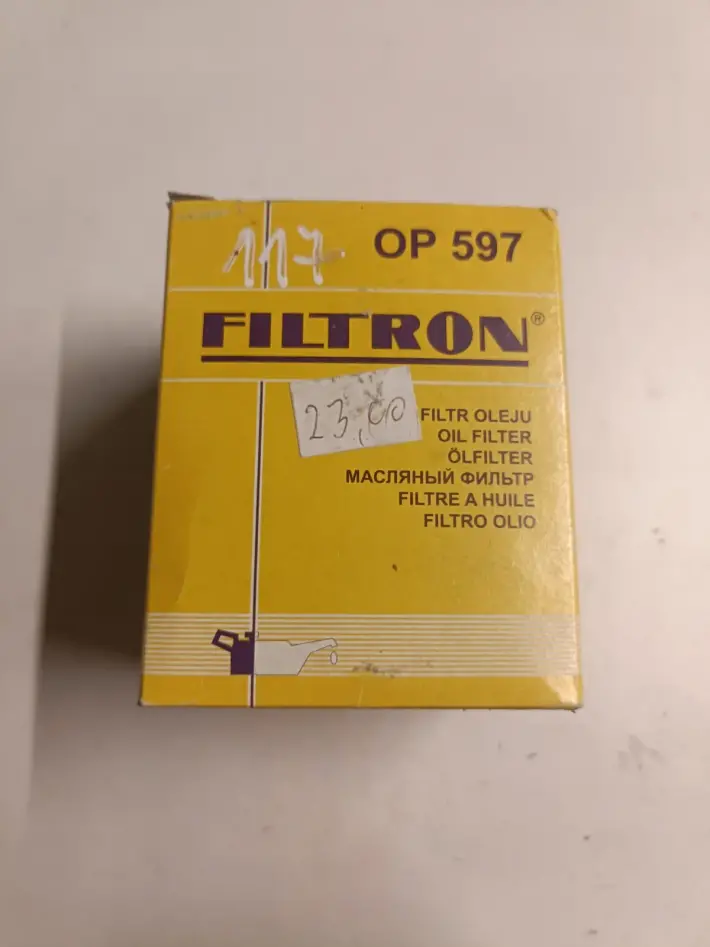 117
OP 597
FILTRON®
23,00
FILTR OLEJU
OIL FILTER
ÖLFILTER
МАСЛЯНЫЙ ФИЛЬТР
FILTRE A HUILE
FILTRO OLIO